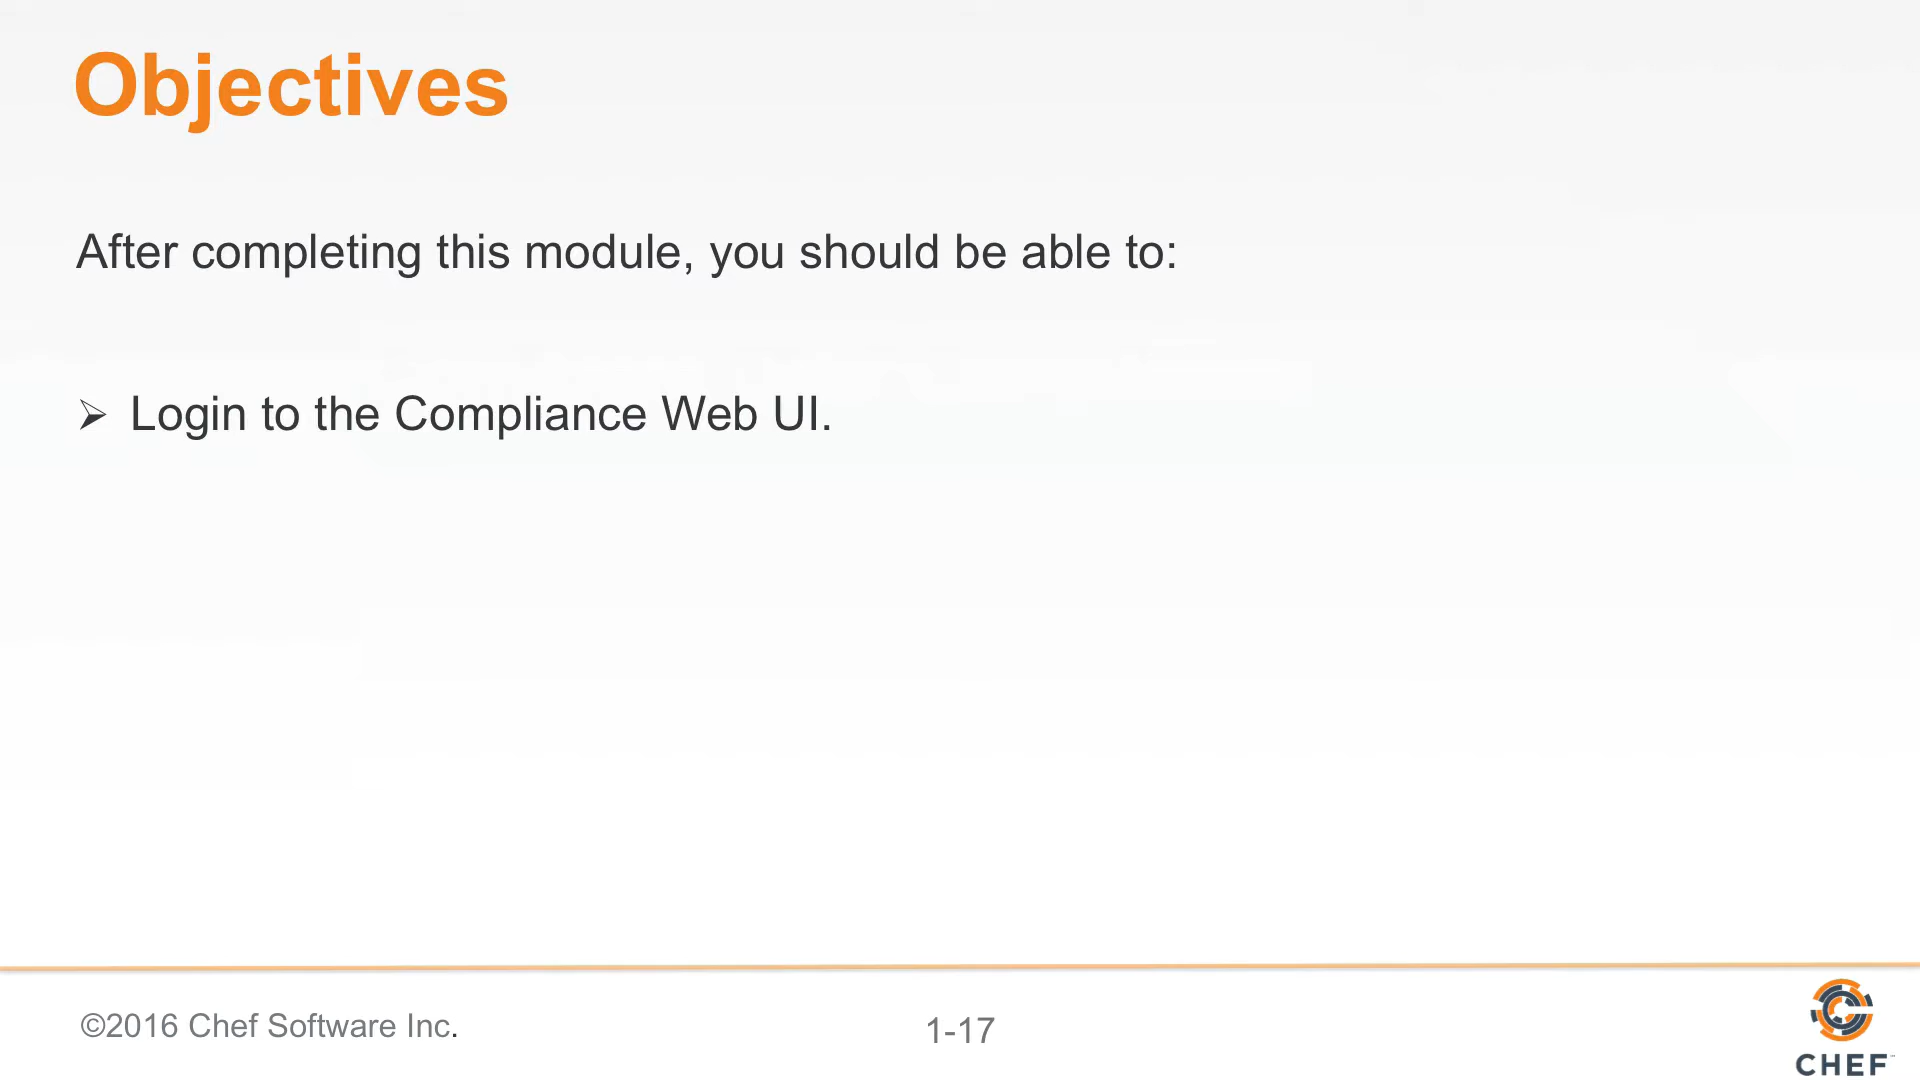 Objectives
After completing this module, you should be able to:
➢ Login to the Compliance Web UI.
©2016 Chef Software Inc.
1-17
CHEF